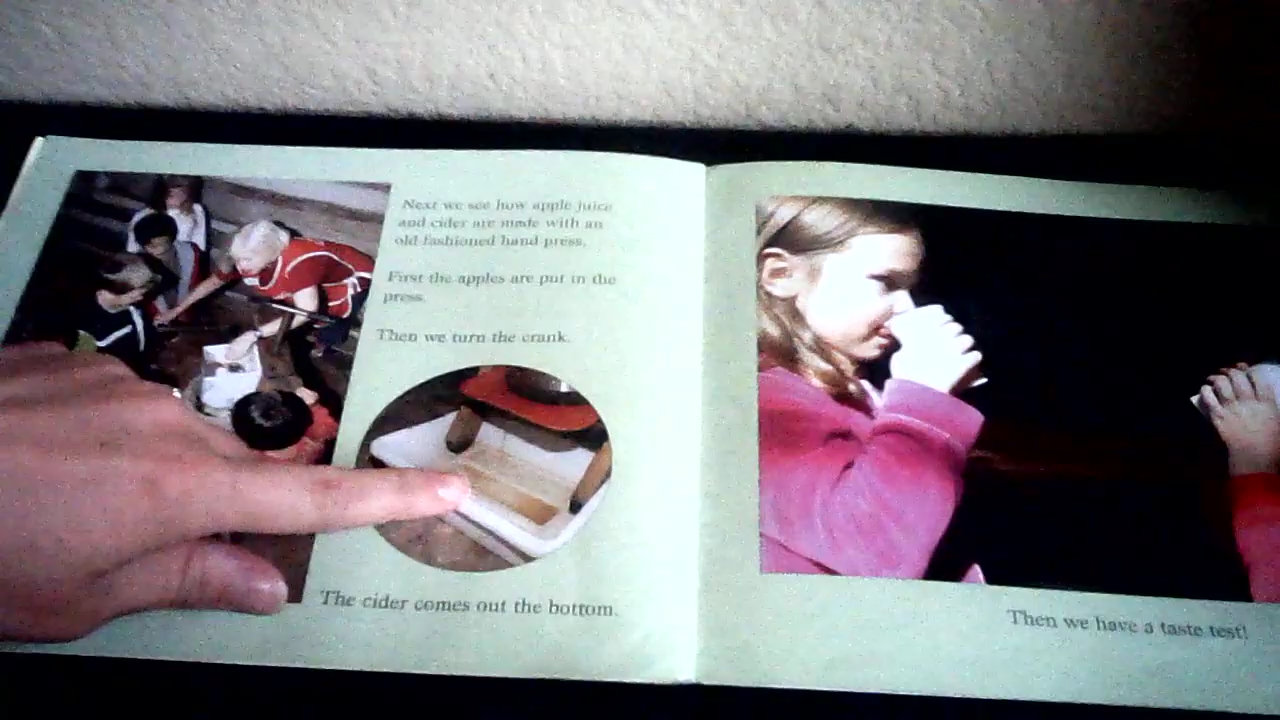 Next we see how apple juice
and cider are made with an
old fashioned hand press.
First the apples are put in the
press.
Then we turn the crank.
The cider comes out the bottom.
Then we have a taste test!